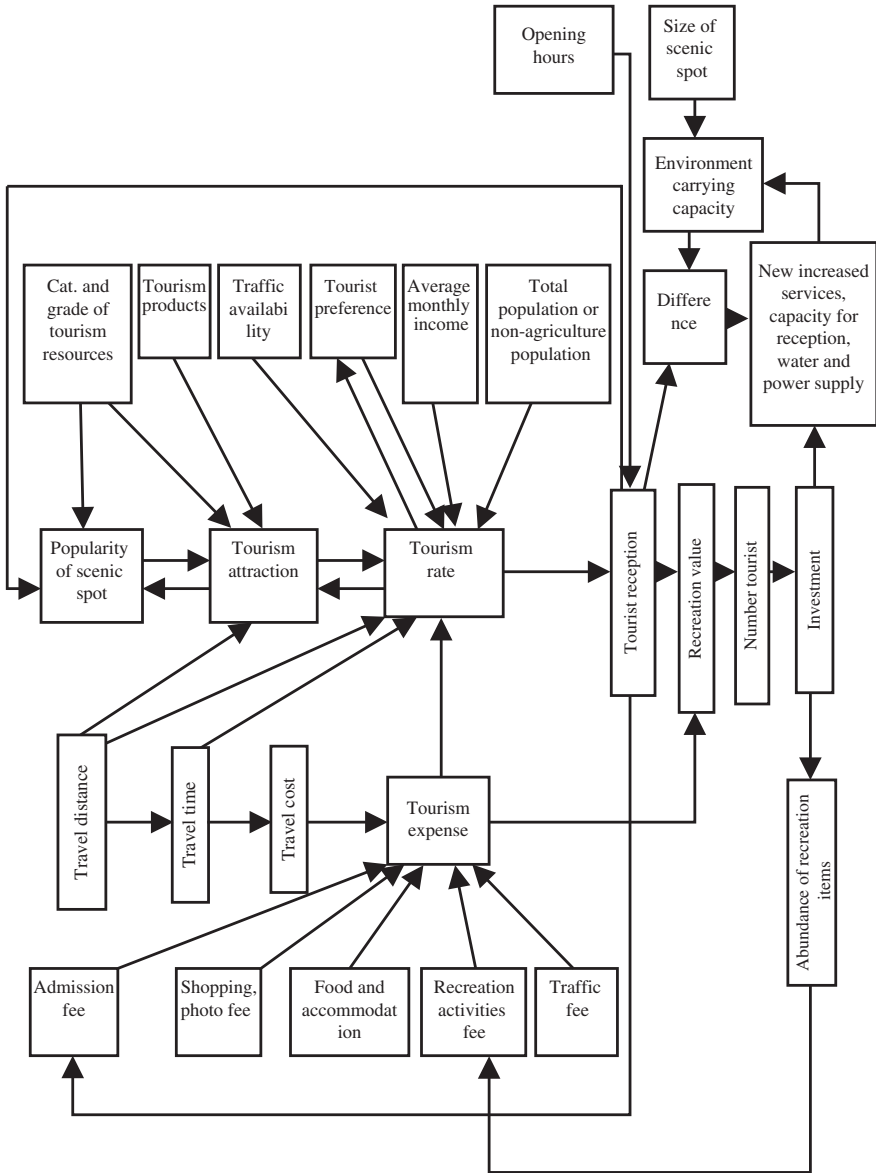 Opening
hours
Size of
scenic
spot
Environment
carrying
capacity
Cat. and
grade of
tourism
resources
Tourism
products
Traffic
availabi
lity
Tourist
preference
Average
monthly
income
Total
population or
non-agriculture
population
Differe
nce
New increased
services,
capacity for
reception,
water and
power supply
Popularity
of scenic
spot
Tourism
attraction
Tourism
rate
Tourist reception
Recreation value
Number tourist
Investment
Travel distance
Travel time
Travel cost
Tourism
expense
Abundance of recreation
items
Admission
fee
Shopping,
photo fee
Food and
accommodat
ion
Recreation
activities
fee
Traffic
fee